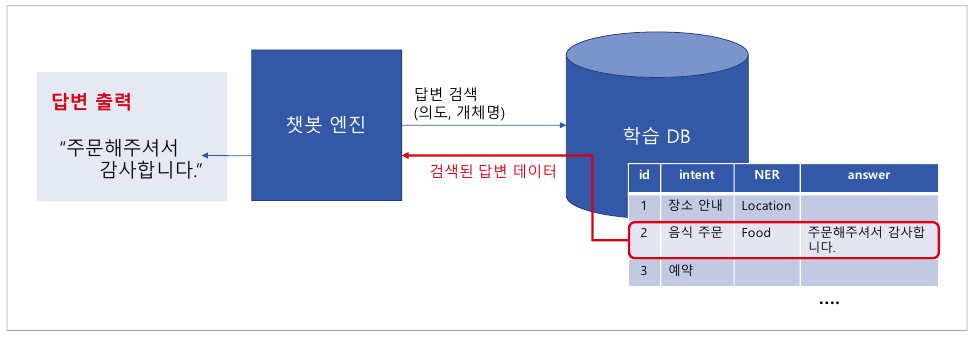 답변 출력
“주문해주셔서
감사합니다.”
챗봇 엔진
답변 검색
(의도, 개체명)
검색된 답변 데이터
학습 DB
id intent NER answer
1 장소 안내 Location
2 음식 주문 Food 주문해주셔서 감사합
니다.
3 예약
....